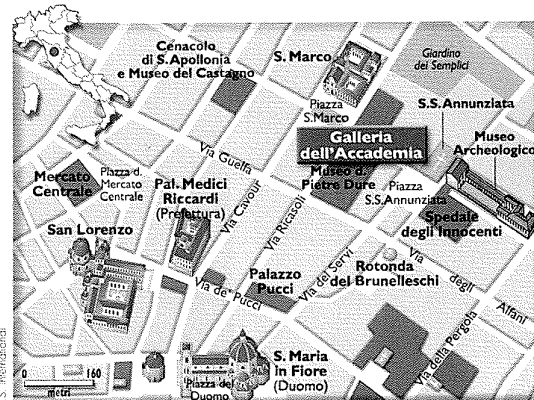 Cenacolo
di S. Apollonia
e Museo del Castagno
S. Marco
Giardino
dei Semplici
Piazza
S. Marco
S.S. Annunziata
Galleria
dell'Accademia
Museo
Archeologico
Via Guelfa
Museo d.
Pietre Dure
Mercato
Centrale
Piazza d.
Mercato
Centrale
Pal. Medici
Riccardi
(Prefettura)
Via Cavour
Via Ricasoli
Piazza
S.S. Annunziata
Spedale
degli Innocenti
San Lorenzo
Via de' Pucci
Palazzo
Pucci
Via dei Servi
Rotonda
del Brunelleschi
Via degli Alfani
Via della Pergola
S. Maria
in Fiore
(Duomo)
Piazza del
Duomo
0 160
metri
S. International